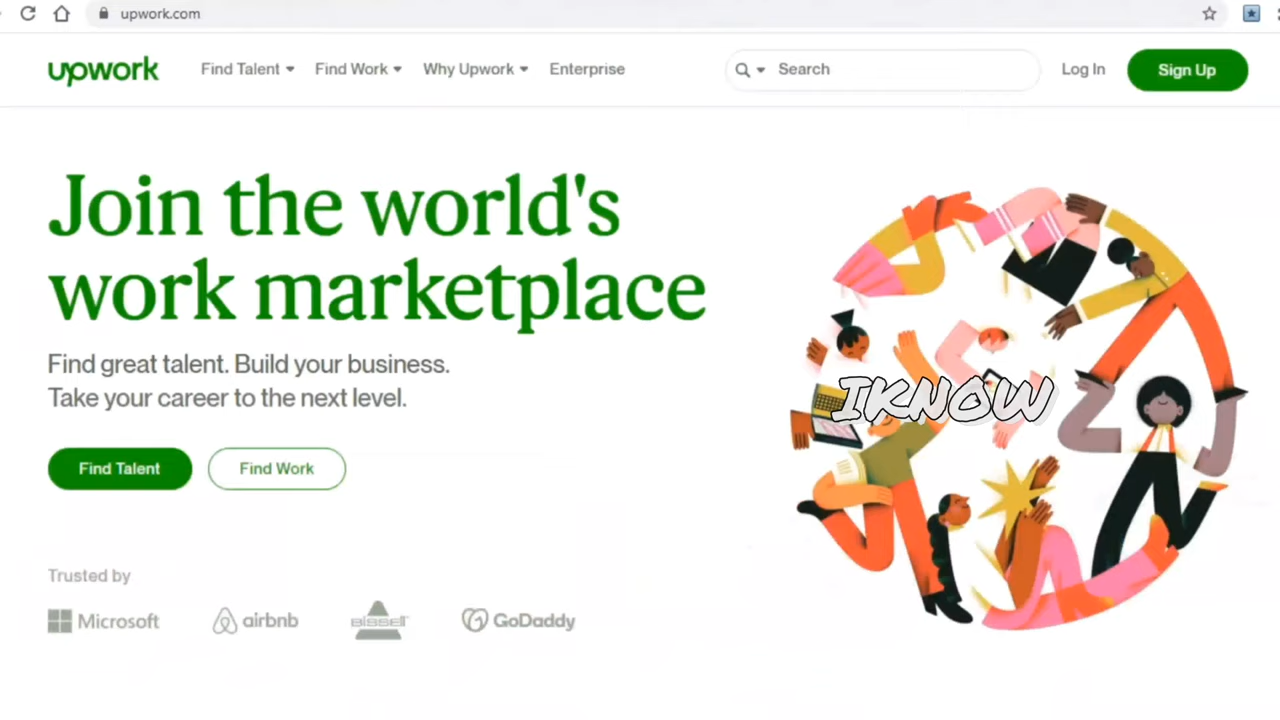 upwork.com
upwork
Find Talent
Find Work
Why Upwork
Enterprise
Search
Log In
Sign Up
Join the world's
work marketplace
Find great talent. Build your business.
Take your career to the next level.
Find Talent
Find Work
IKNOW
Trusted by
Microsoft
airbnb
BISSELL
GoDaddy